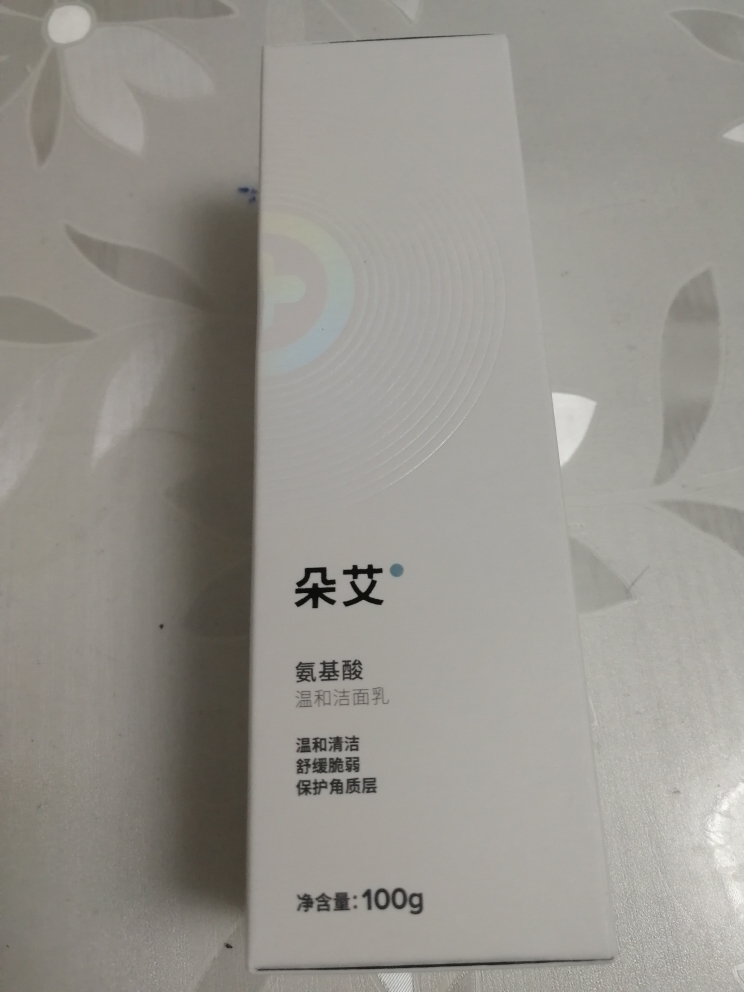 朵艾
氨基酸
温和洁面乳
温和清洁
舒缓脆弱
保护角质层
净含量:100g